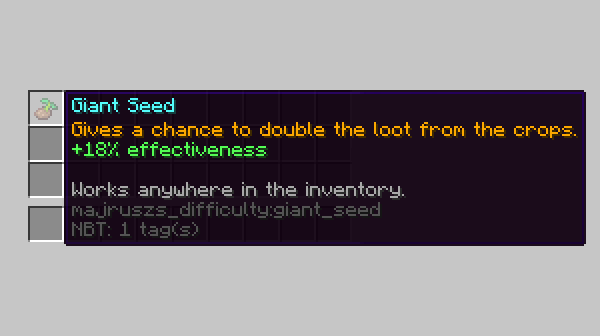 Giant Seed
Gives a chance to double the loot from the crops.
+18% effectiveness
Works anywhere in the inventory.
majruszs_difficulty:giant_seed
NBT: 1 tag(s)